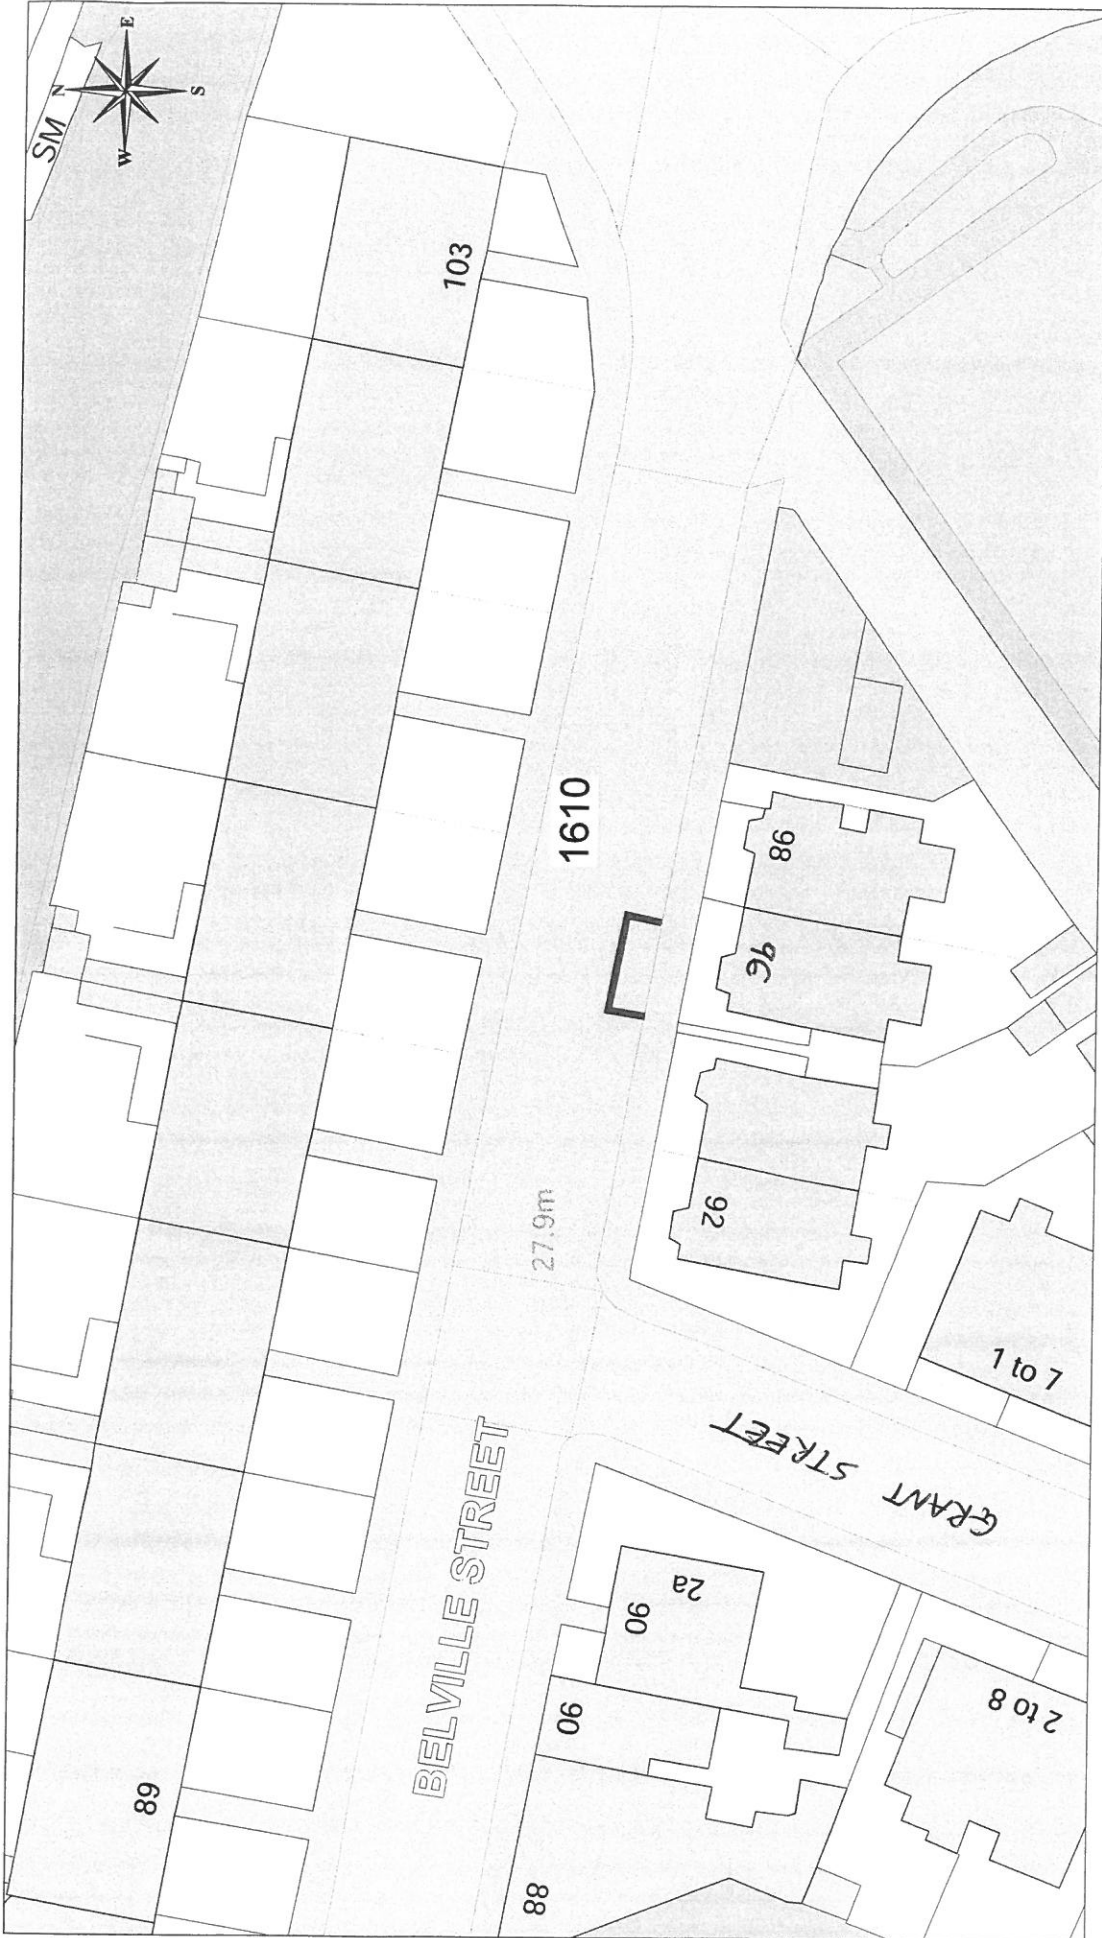 SM
N
E
S
W
103
1610
98
96
92
27.9m
1 to 7
GRANT STREET
BELVILLE STREET
2a
90
90
2 to 8
89
88